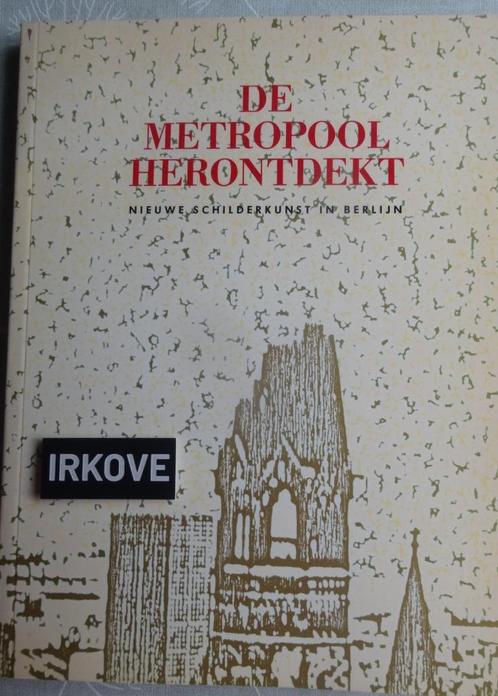 DE
METROPOOL
HERONTDEKT
NIEUWE SCHILDERKUNST IN BERLIJN
IRKOVE